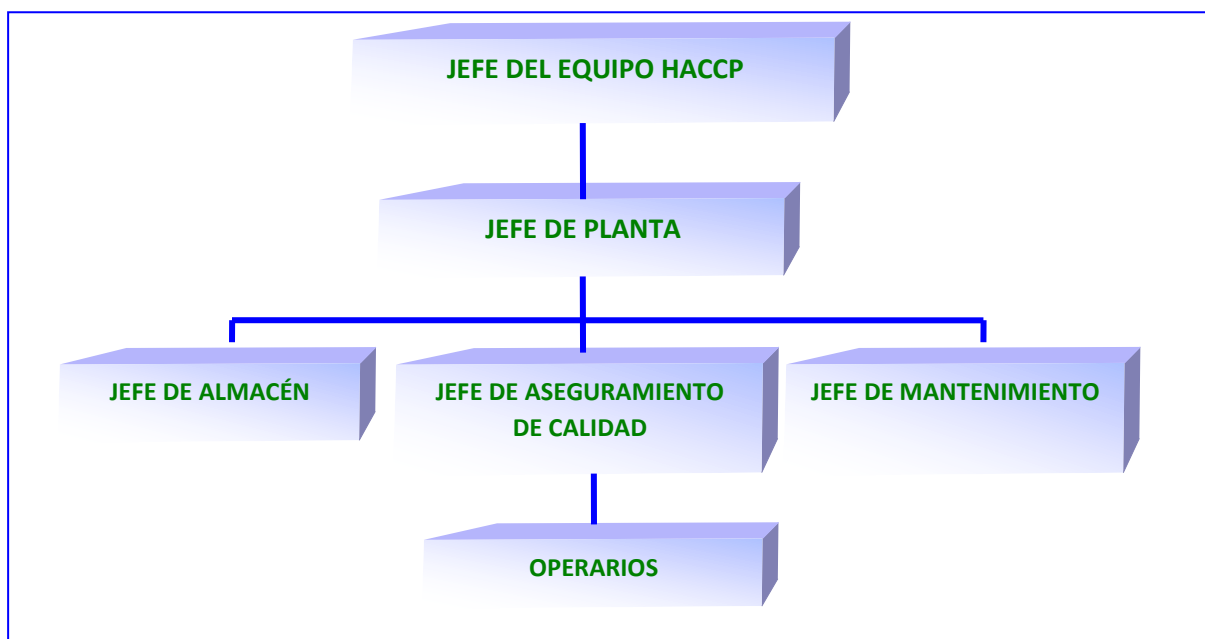 JEFE DEL EQUIPO HACCP
JEFE DE PLANTA
JEFE DE ALMACÉN
JEFE DE ASEGURAMIENTO
DE CALIDAD
JEFE DE MANTENIMIENTO
OPERARIOS